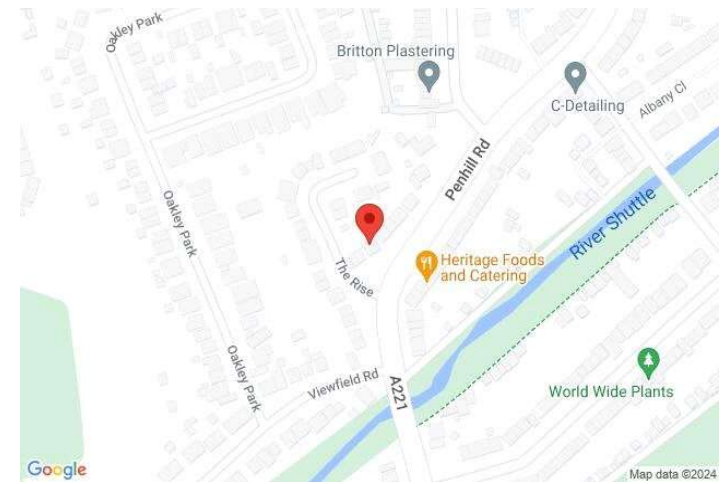 Oakley Park
Britton Plastering
C-Detailing
Albany Cl
Penhill Rd
Oakley Park
River Shuttle
The Rise
Heritage Foods
and Catering
Oakley Park
Viewfield Rd
A221
World Wide Plants
Google
Map data ©2024